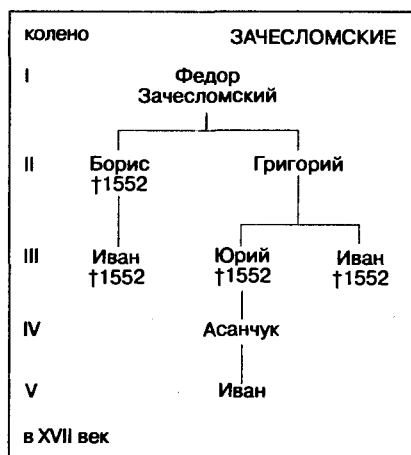 колено ЗАЧЕСЛОМСКИЕ
I Федор
Зачесломский
II Борис Григорий
†1552
III Иван Юрий Иван
†1552 †1552 †1552
IV Асанчук
V Иван
в XVII век